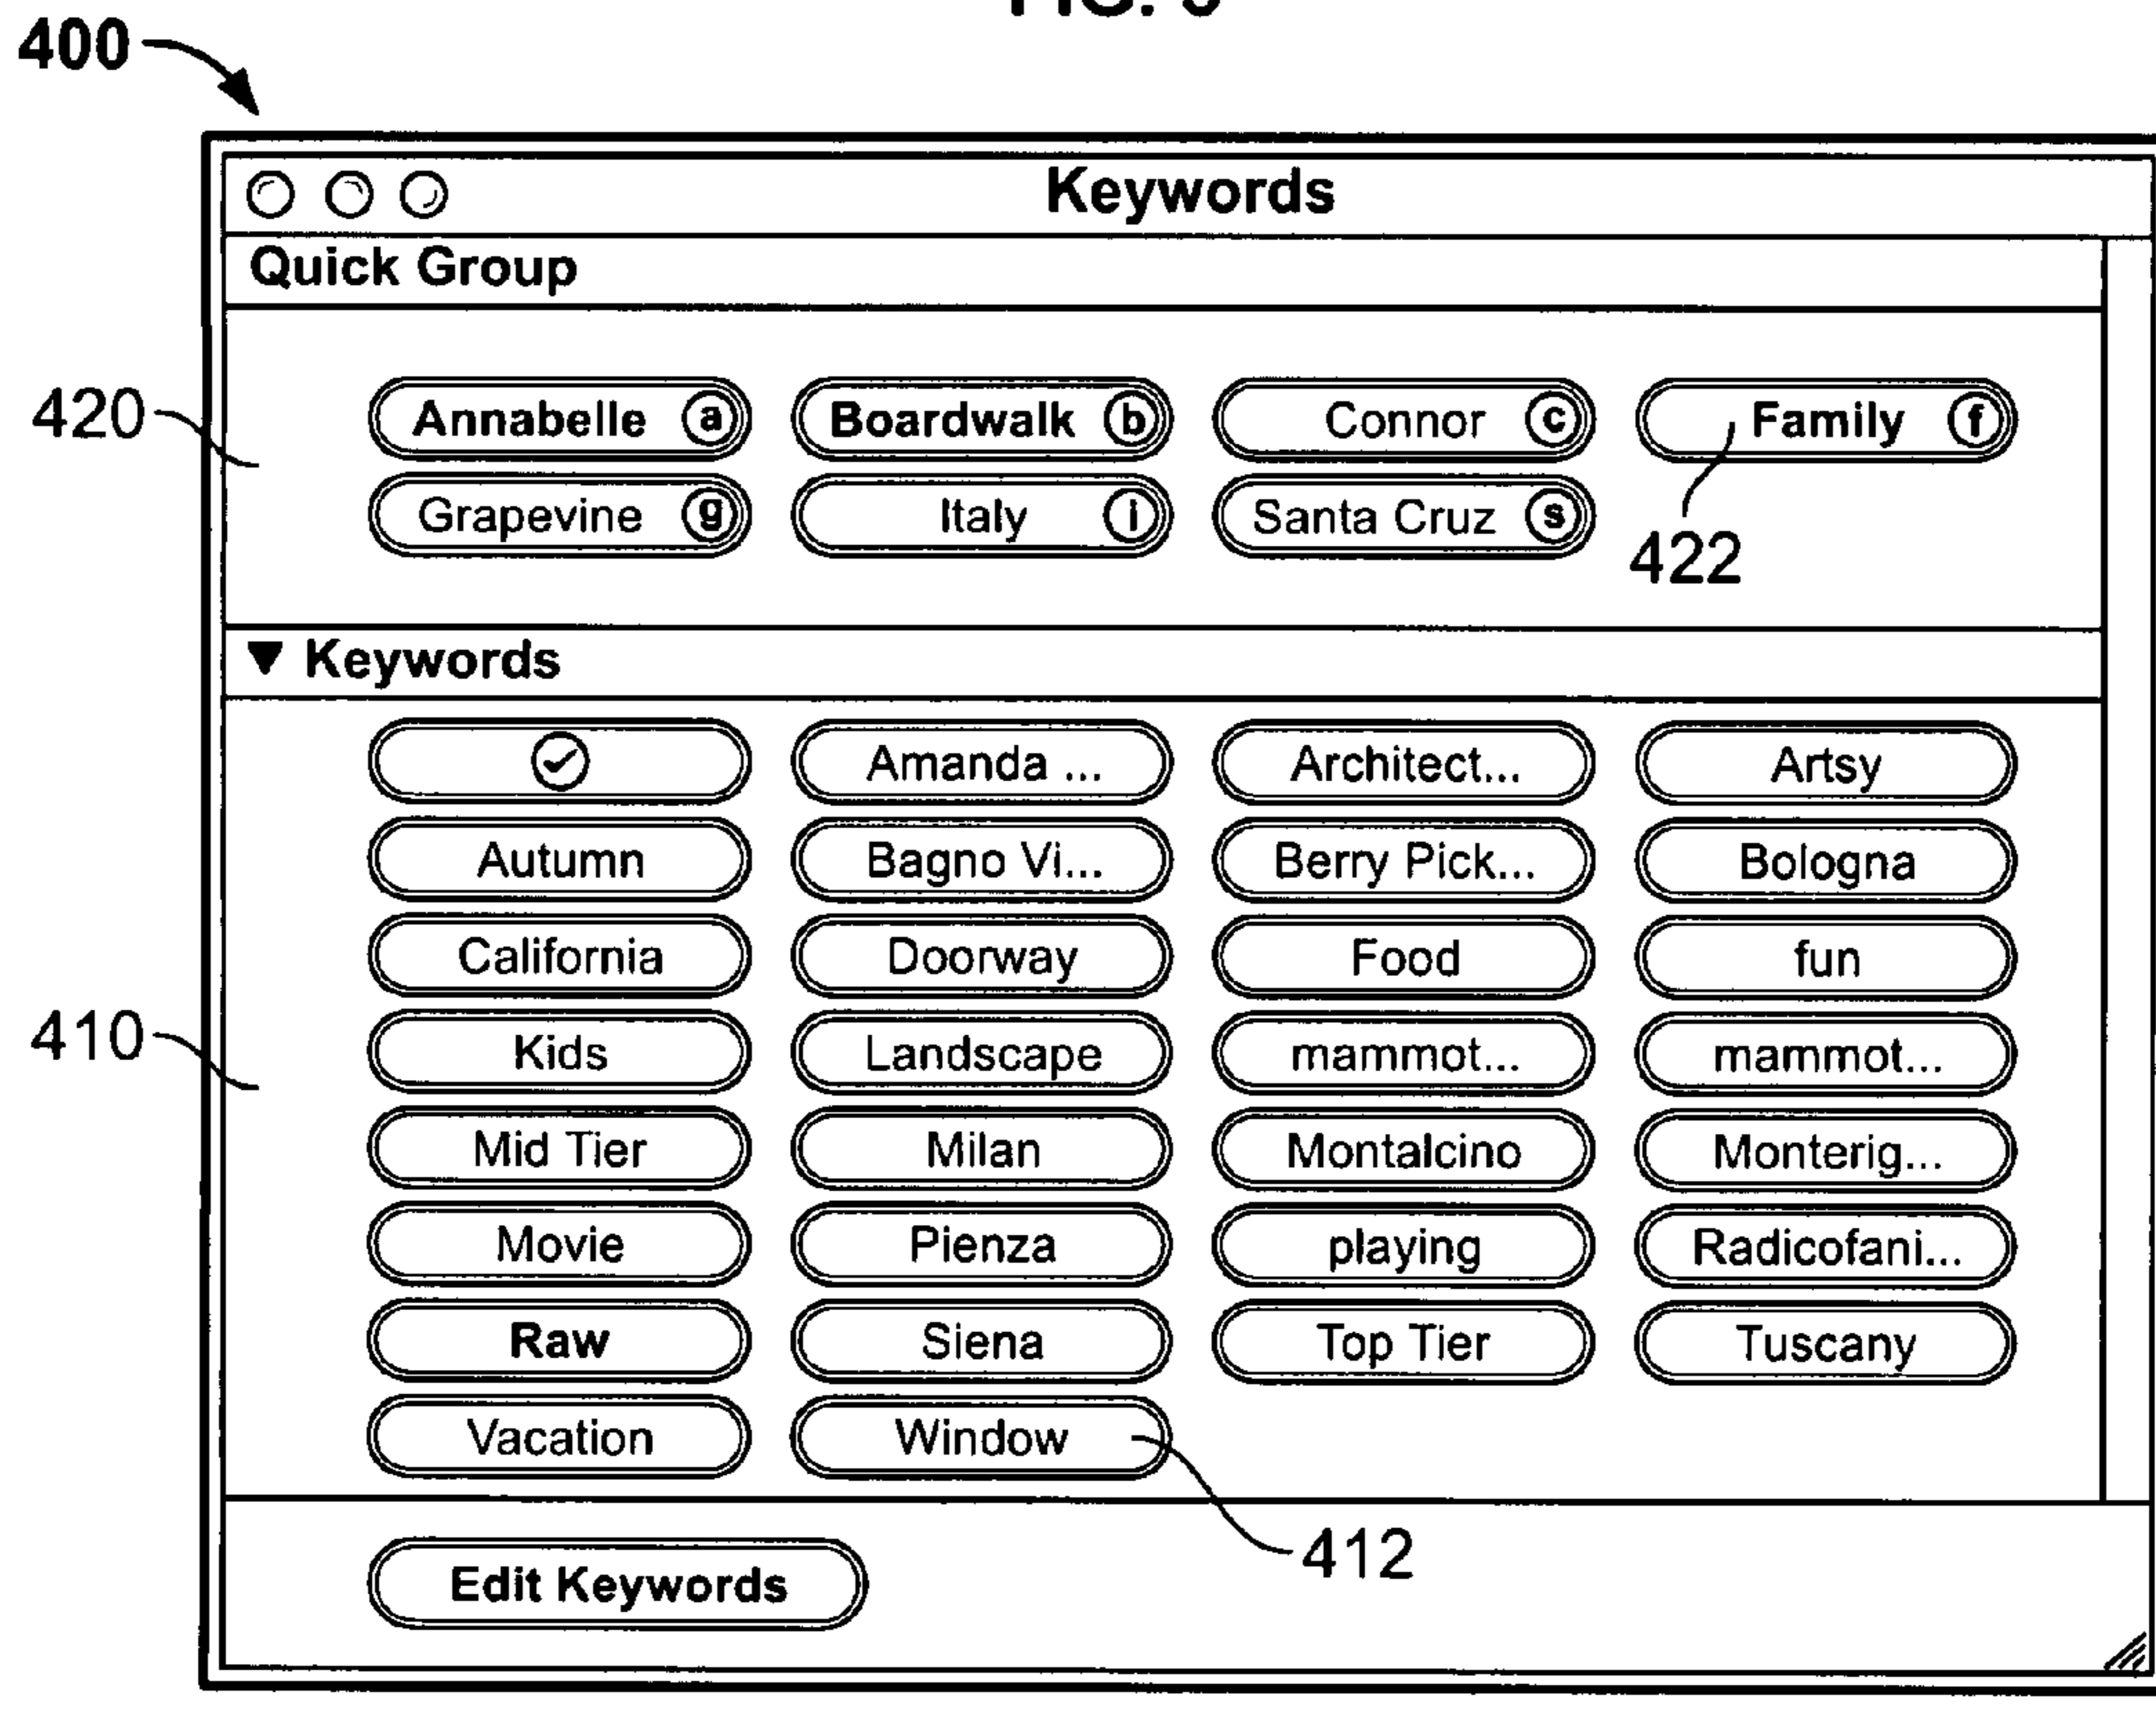 400
Keywords
Quick Group
420
Annabelle a Boardwalk b Connor c Family f
Grapevine g Italy i Santa Cruz s
422
▼ Keywords
Amanda ... Architect... Artsy
Autumn Bagno Vi... Berry Pick... Bologna
California Doorway Food fun
410
Kids Landscape mammot... mammot...
Mid Tier Milan Montalcino Monterig...
Movie Pienza playing Radicofani...
Raw Siena Top Tier Tuscany
Vacation Window
412
Edit Keywords